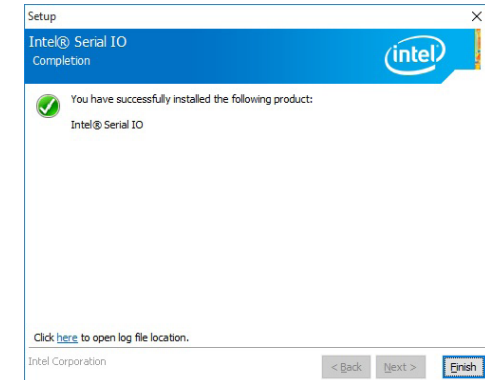 Setup
Intel® Serial IO
Completion
intel
You have successfully installed the following product:
Intel® Serial IO
Click here to open log file location.
Intel Corporation
< Back
Next >
Finish